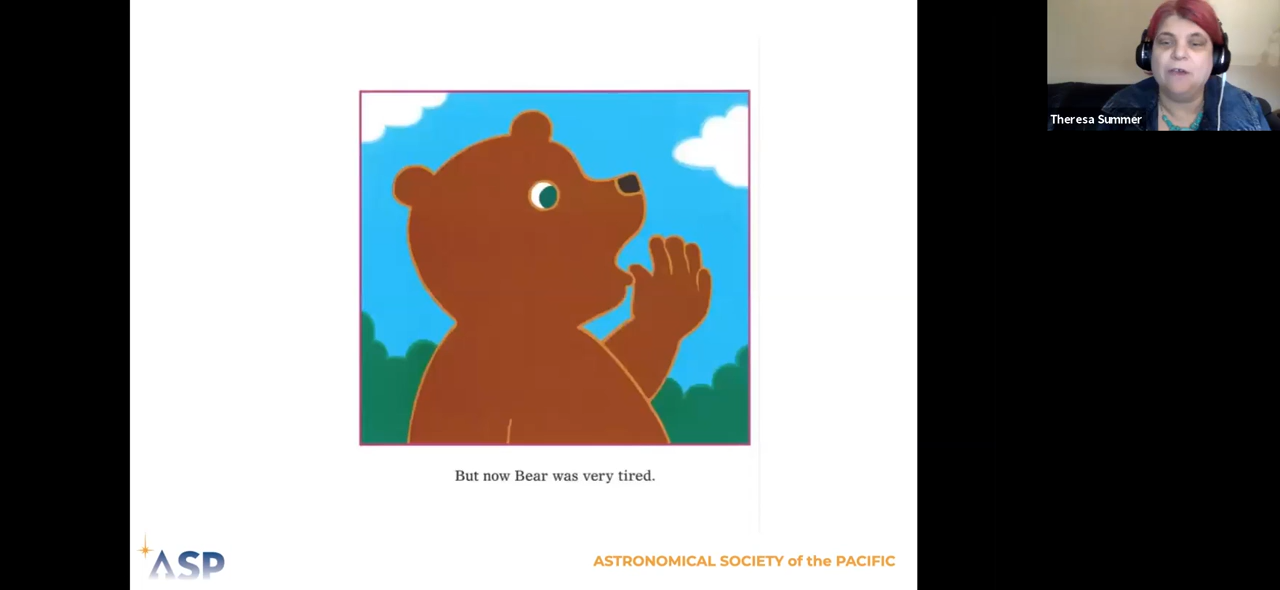 Theresa Summer
But now Bear was very tired.
ASP
ASTRONOMICAL SOCIETY of the PACIFIC